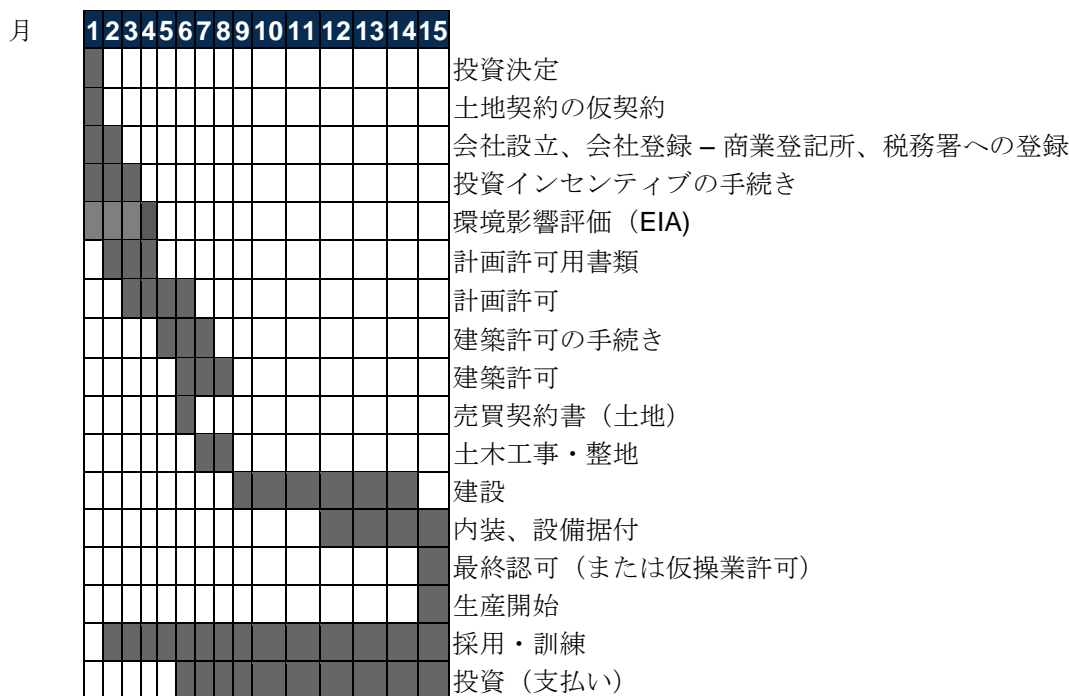 月 1 2 3 4 5 6 7 8 9 10 11 12 13 14 15
投資決定
土地契約の仮契約
会社設立、会社登録 – 商業登記所、税務署への登録
投資インセンティブの手続き
環境影響評価（EIA)
計画許可用書類
計画許可
建築許可の手続き
建築許可
売買契約書（土地）
土木工事・整地
建設
内装、設備据付
最終認可（または仮操業許可）
生産開始
採用・訓練
投資（支払い）